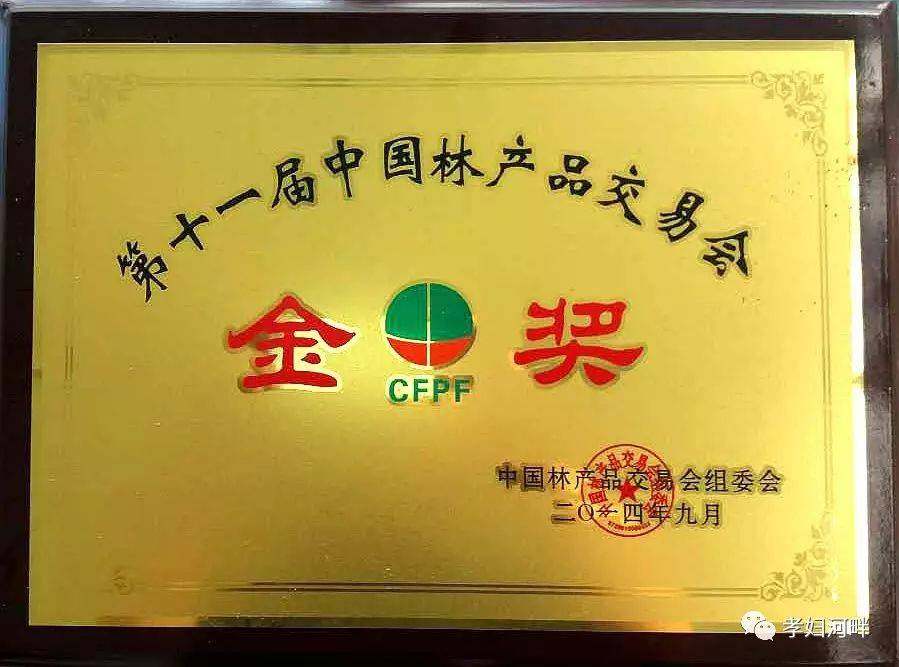 第十一届中国林产品交易会
金奖
CFPF
中国林产品交易会组委会
二〇一四年九月
孝妇河畔